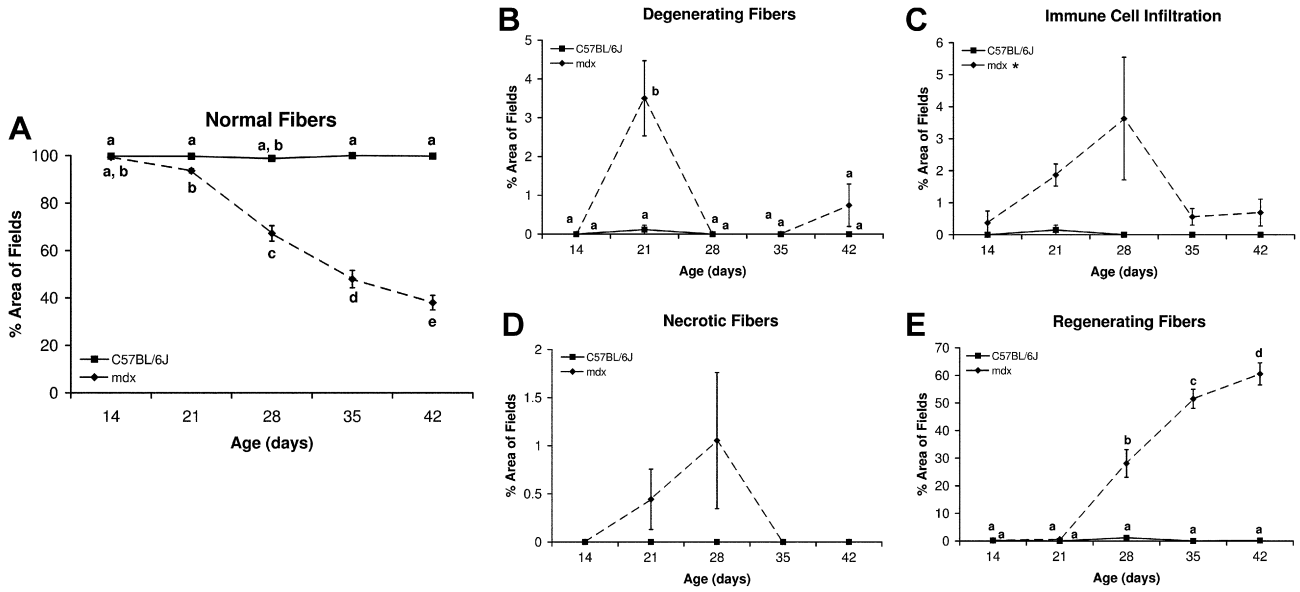 A
Normal Fibers
a a a, b a a
a, b
b
c
d
e
100
80
60
40
20
0
% Area of Fields
C57BL/6J
mdx
14 21 28 35 42
Age (days)
B
Degenerating Fibers
C57BL/6J
mdx
5
4
3
2
1
0
% Area of Fields
b
a
a a a a a a a a
14 21 28 35 42
Age (days)
C
Immune Cell Infiltration
C57BL/6J
mdx *
6
5
4
3
2
1
0
% Area of Fields
14 21 28 35 42
Age (days)
D
Necrotic Fibers
C57BL/6J
mdx
2
1.5
1
0.5
0
% Area of Fields
14 21 28 35 42
Age (days)
E
Regenerating Fibers
C57BL/6J
mdx
70
60
50
40
30
20
10
0
% Area of Fields
d
c
b
a a a a a a a
14 21 28 35 42
Age (days)